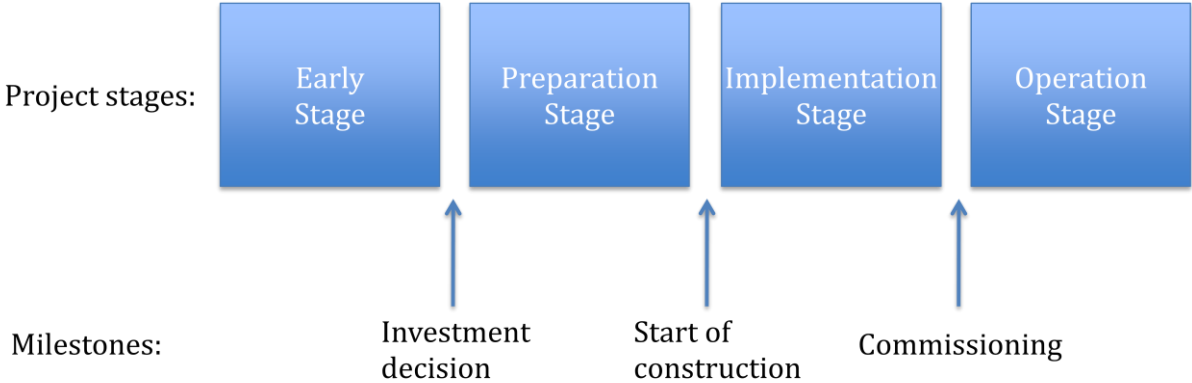 Project stages:
Early
Stage
Preparation
Stage
Implementation
Stage
Operation
Stage
Milestones:
Investment
decision
Start of
construction
Commissioning